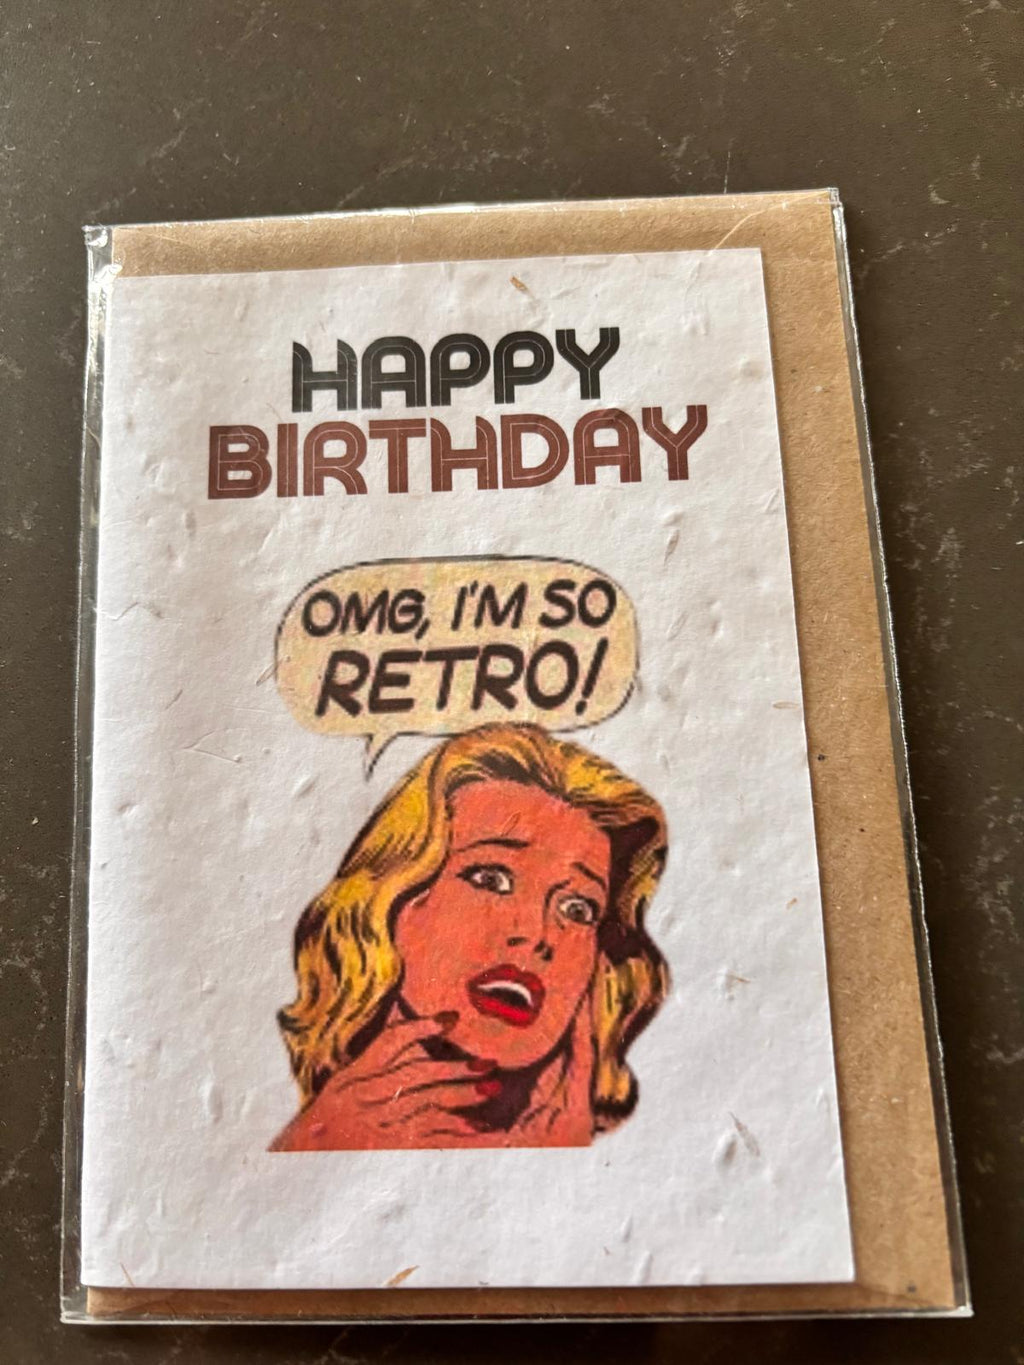 HAPPY
BIRTHDAY
OMG, I'M SO
RETRO!